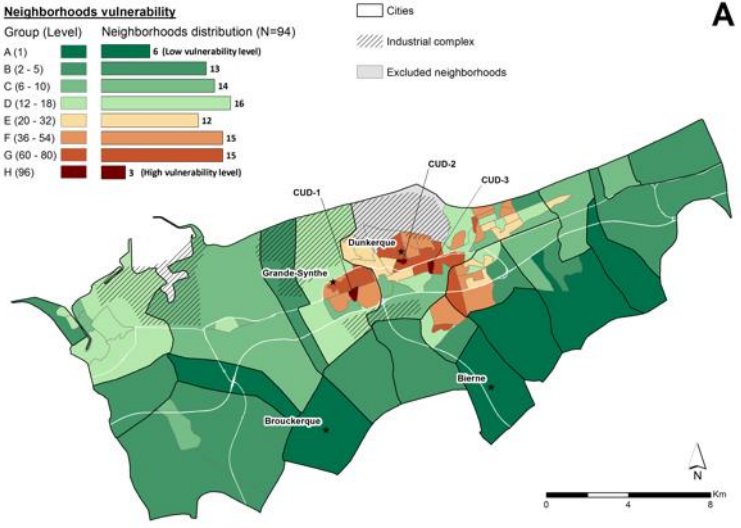 Neighborhoods vulnerability
Group (Level) Neighborhoods distribution (N=94)
A (1) 6 (Low vulnerability level)
B (2 - 5) 13
C (6 - 10) 14
D (12 - 18) 16
E (20 - 32) 12
F (36 - 54) 15
G (60 - 80) 15
H (96) 3 (High vulnerability level)
Cities
Industrial complex
Excluded neighborhoods
A
CUD-2
CUD-1
CUD-3
Dunkerque
Grande-Synthe
Bierne
Brouckerque
N
Km
0 4 8